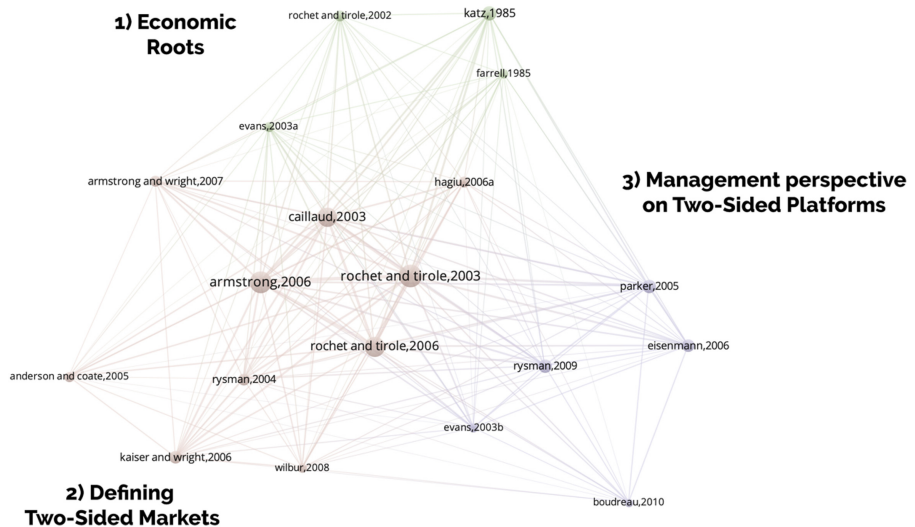 rochet and tirole,2002
katz,1985
1) Economic
Roots
farrell,1985
evans,2003a
armstrong and wright,2007
hagiu,2006a
3) Management perspective
on Two-Sided Platforms
caillaud,2003
armstrong,2006
rochet and tirole,2003
parker,2005
rochet and tirole,2006
eisenmann,2006
anderson and coate,2005
rysman,2004
rysman,2009
evans,2003b
kaiser and wright,2006
wilbur,2008
2) Defining
Two-Sided Markets
boudreau,2010